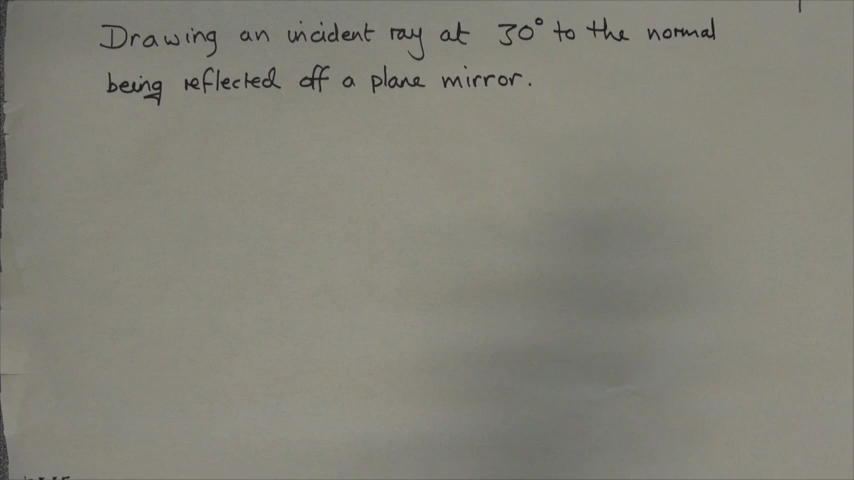 Drawing an incident ray at 30° to the normal
being reflected off a plane mirror.